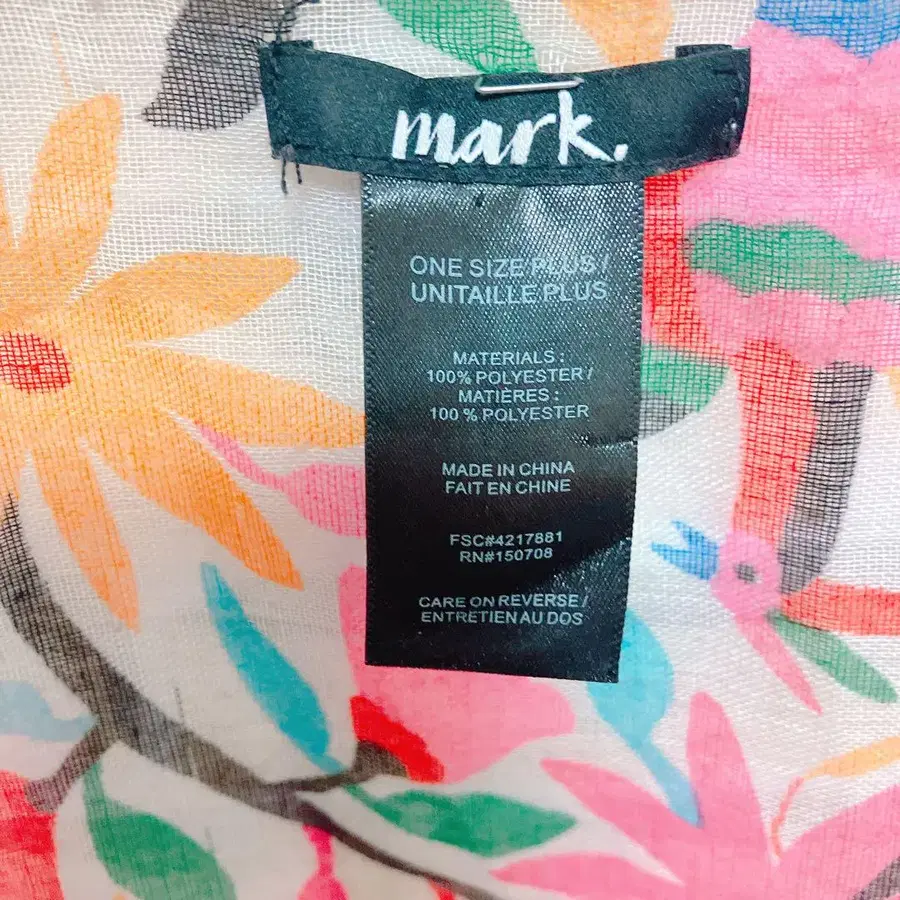 mark.
ONE SIZE PLUS /
UNITAILLE PLUS
MATERIALS :
100% POLYESTER /
MATIÈRES :
100 % POLYESTER
MADE IN CHINA
FAIT EN CHINE
FSC#4217881
RN#150708
CARE ON REVERSE /
ENTRETIEN AU DOS